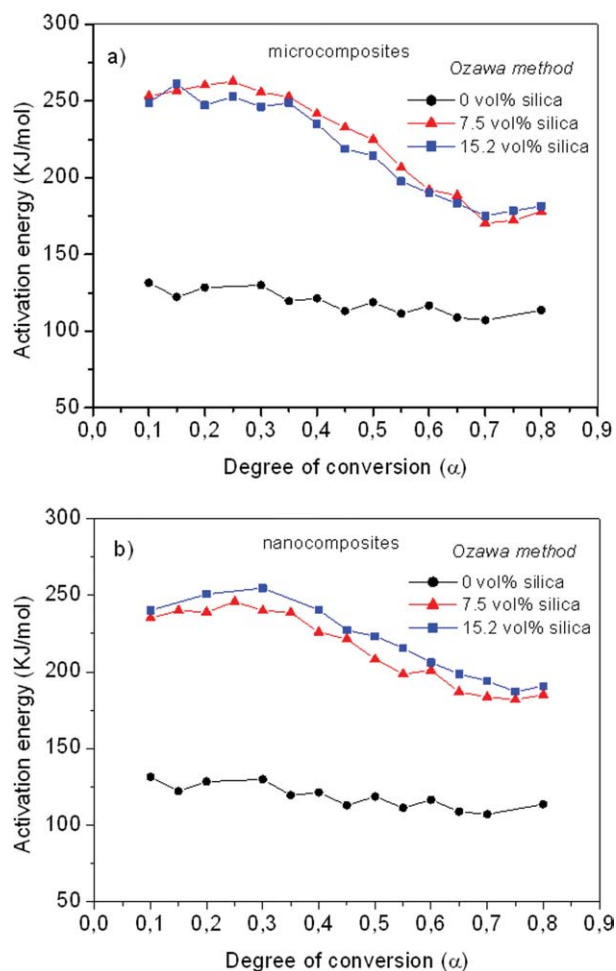 a)
microcomposites
Ozawa method
0 vol% silica
7.5 vol% silica
15.2 vol% silica
Activation energy (KJ/mol)
300
250
200
150
100
50
0,0 0,1 0,2 0,3 0,4 0,5 0,6 0,7 0,8 0,9
Degree of conversion (α)
b)
nanocomposites
Ozawa method
0 vol% silica
7.5 vol% silica
15.2 vol% silica
Activation energy (KJ/mol)
300
250
200
150
100
50
0,0 0,1 0,2 0,3 0,4 0,5 0,6 0,7 0,8 0,9
Degree of conversion (α)